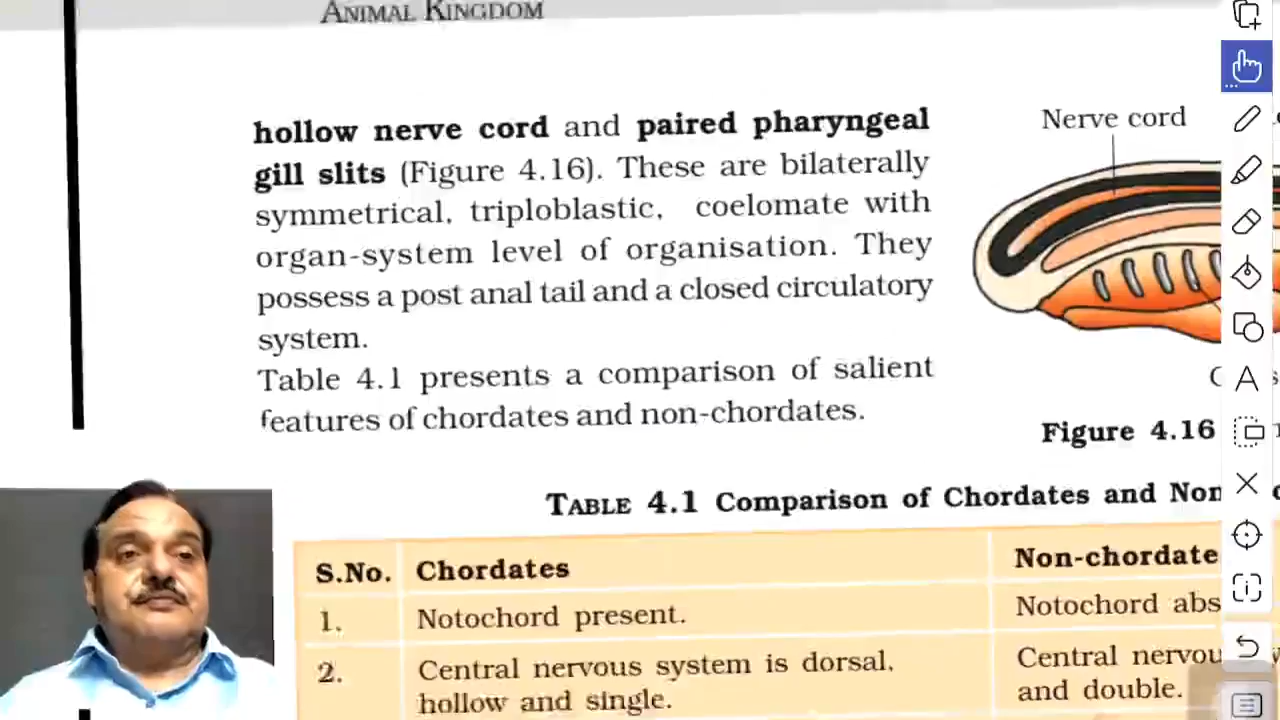 ANIMAL KINGDOM
hollow nerve cord and paired pharyngeal
gill slits (Figure 4.16). These are bilaterally
symmetrical, triploblastic, coelomate with
organ-system level of organisation. They
possess a post anal tail and a closed circulatory
system.
Table 4.1 presents a comparison of salient
features of chordates and non-chordates.
Nerve cord
Figure 4.16
TABLE 4.1 Comparison of Chordates and Non
S.No. Chordates Non-chordate
1. Notochord present. Notochord abs
2. Central nervous system is dorsal, Central nervou
hollow and single. and double.